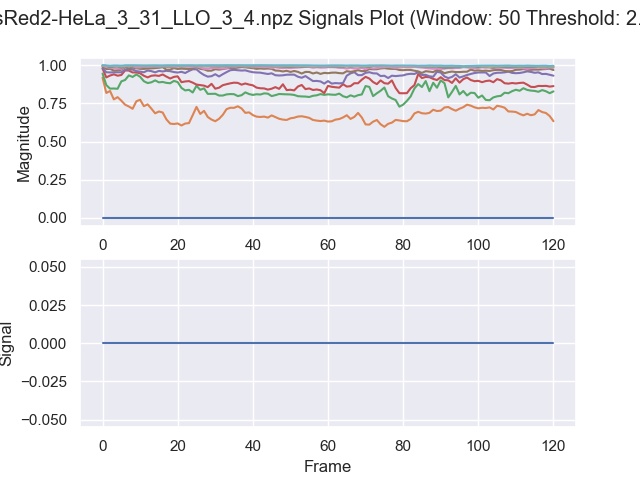 sRed2-HeLa_3_31_LLO_3_4.npz Signals Plot (Window: 50 Threshold: 2.
1.00
0.75
0.50
0.25
0.00
Magnitude
0 20 40 60 80 100 120
0.050
0.025
0.000
−0.025
−0.050
Signal
0 20 40 60 80 100 120
Frame